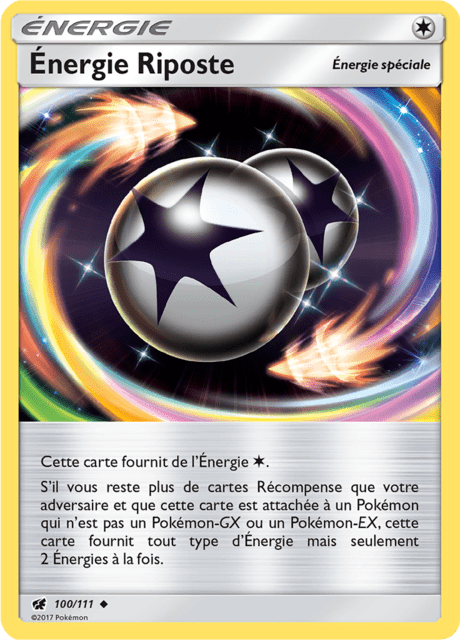 ÉNERGIE
Énergie Riposte
Énergie spéciale
Cette carte fournit de l’Énergie ✶.
S’il vous reste plus de cartes Récompense que votre
adversaire et que cette carte est attachée à un Pokémon
qui n’est pas un Pokémon-GX ou un Pokémon-EX, cette
carte fournit tout type d’Énergie mais seulement
2 Énergies à la fois.
100/111 ◆
©2017 Pokémon